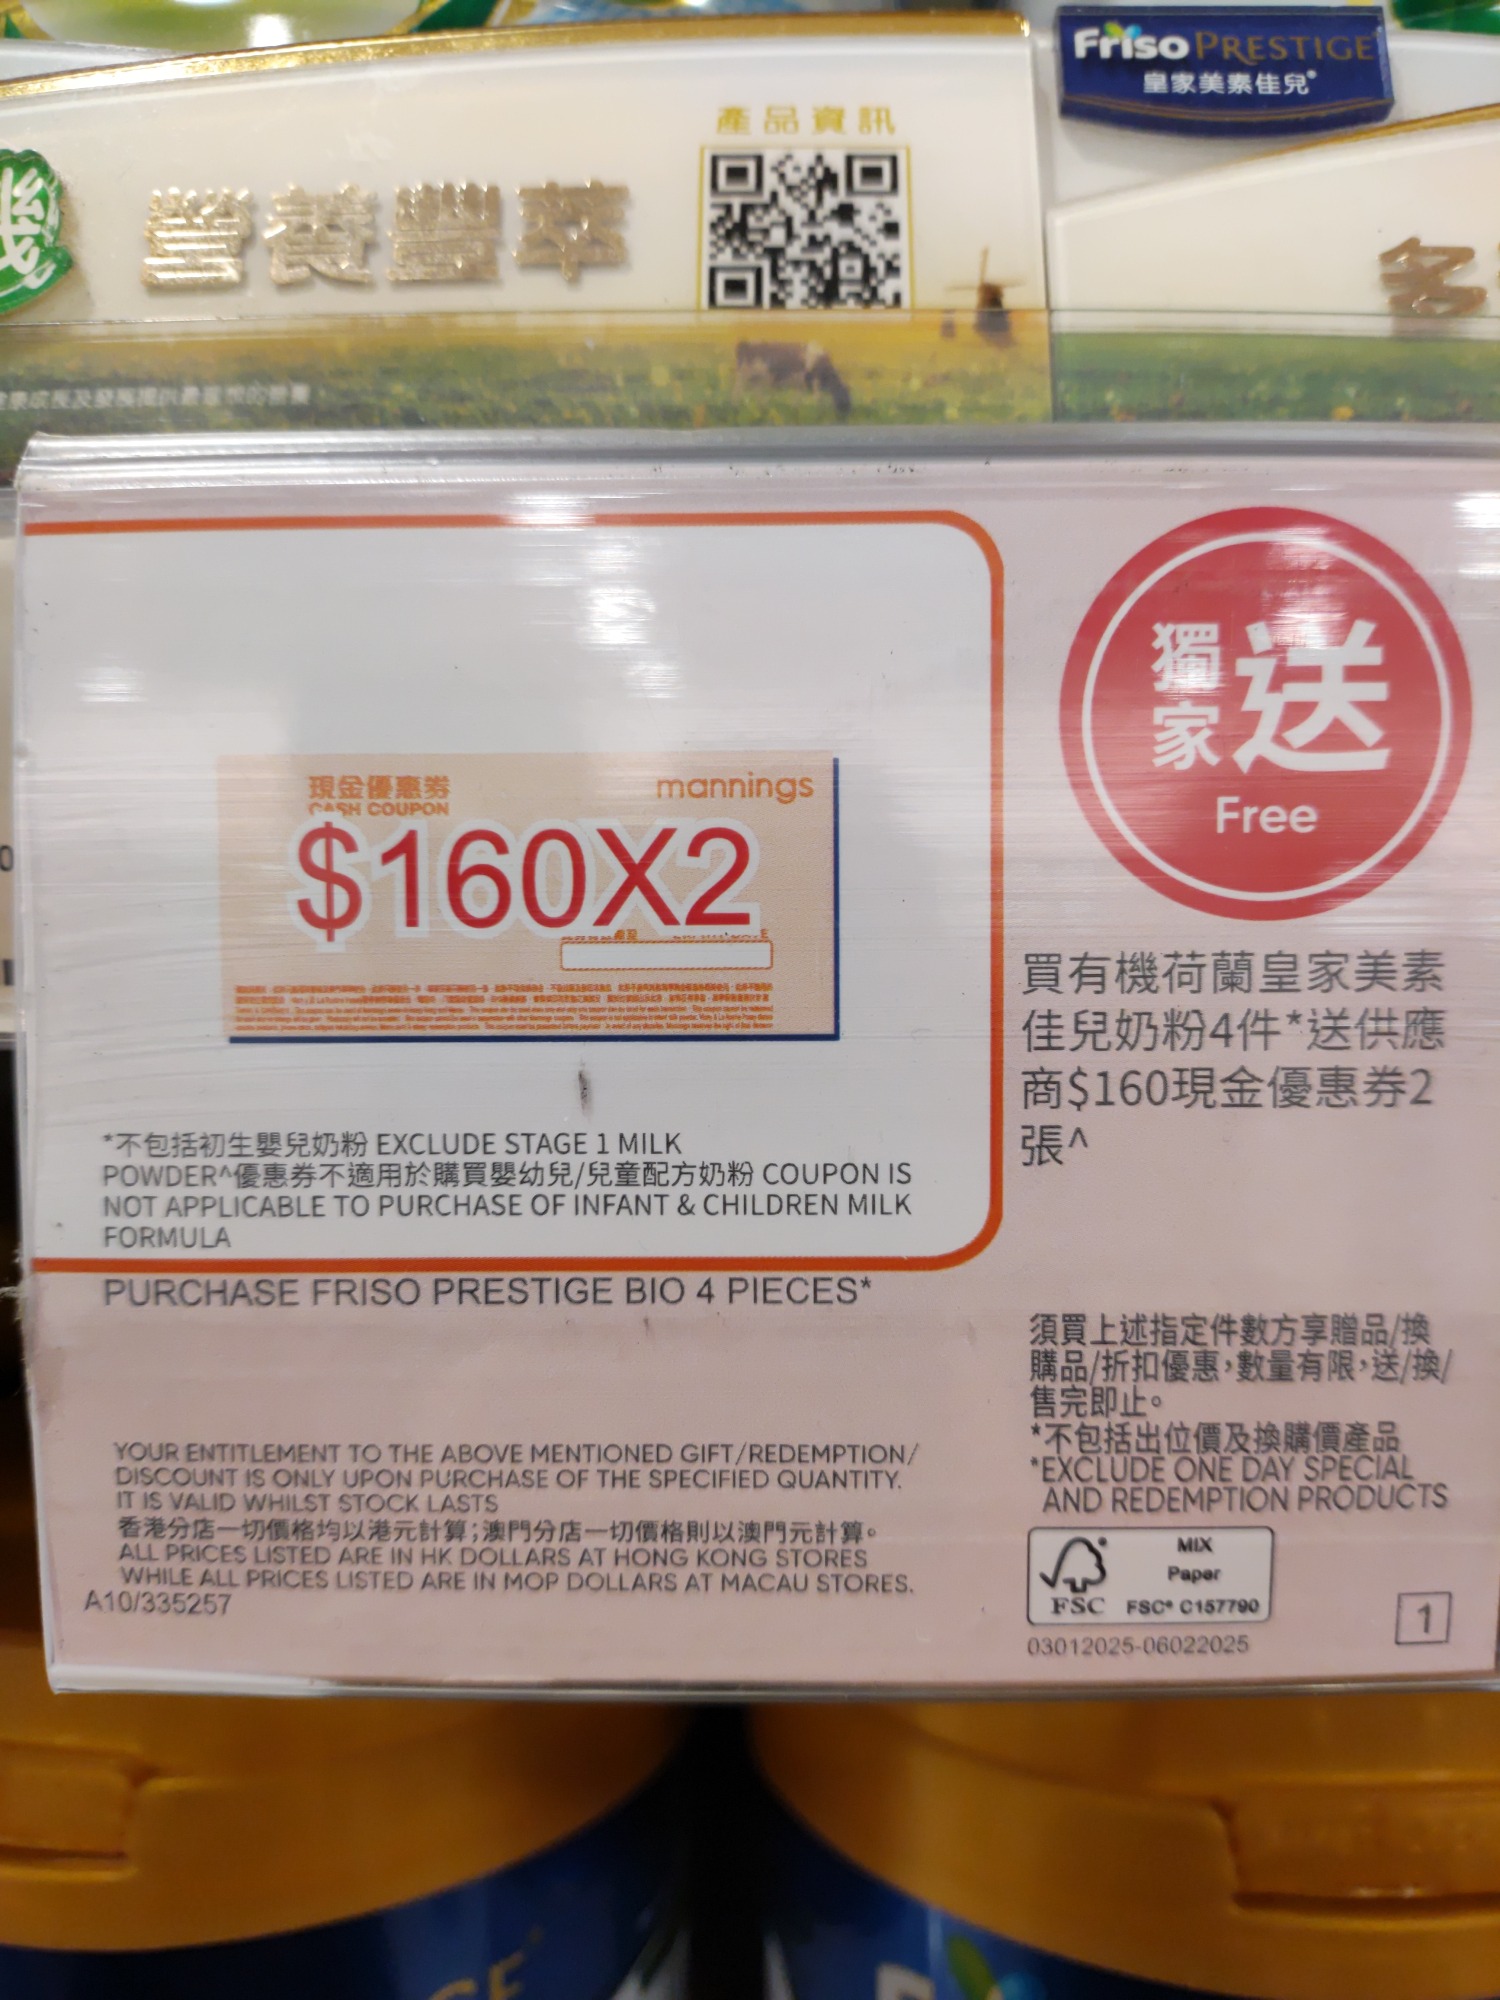 Friso PRESTIGE
皇家美素佳兒®
產品資訊
營養豐萃
獨家送
Free
現金優惠券
mannings
CASH COUPON
$160X2
買有機荷蘭皇家美素
佳兒奶粉4件*送供應
商$160現金優惠券2
張^
*不包括初生嬰兒奶粉 EXCLUDE STAGE 1 MILK
POWDER^優惠券不適用於購買嬰幼兒/兒童配方奶粉 COUPON IS
NOT APPLICABLE TO PURCHASE OF INFANT & CHILDREN MILK
FORMULA
PURCHASE FRISO PRESTIGE BIO 4 PIECES*
須買上述指定件數方享贈品/換
購品/折扣優惠,數量有限,送/換/
售完即止。
*不包括出位價及換購價產品
*EXCLUDE ONE DAY SPECIAL
AND REDEMPTION PRODUCTS
YOUR ENTITLEMENT TO THE ABOVE MENTIONED GIFT/REDEMPTION/
DISCOUNT IS ONLY UPON PURCHASE OF THE SPECIFIED QUANTITY.
IT IS VALID WHILST STOCK LASTS
香港分店一切價格均以港元計算;澳門分店一切價格則以澳門元計算。
ALL PRICES LISTED ARE IN HK DOLLARS AT HONG KONG STORES
WHILE ALL PRICES LISTED ARE IN MOP DOLLARS AT MACAU STORES.
A10/335257
MIX
Paper
FSC FSC® C157790
03012025-06022025
1